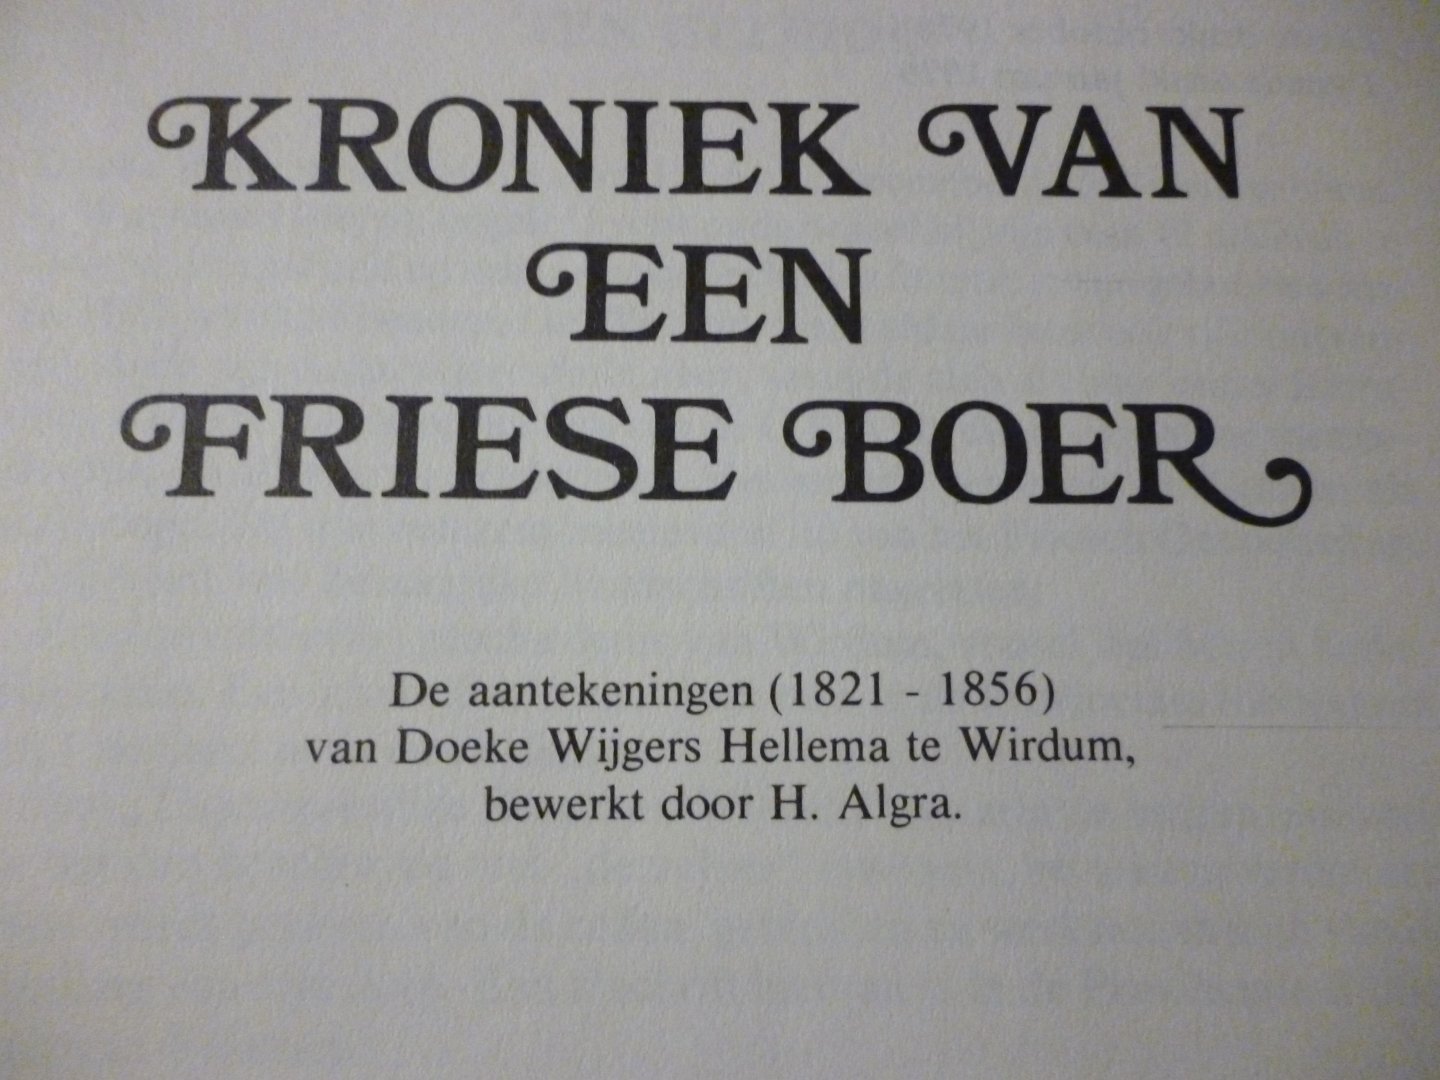 KRONIEK VAN
EEN
FRIESE BOER
De aantekeningen (1821 - 1856)
van Doeke Wijgers Hellema te Wirdum,
bewerkt door H. Algra.